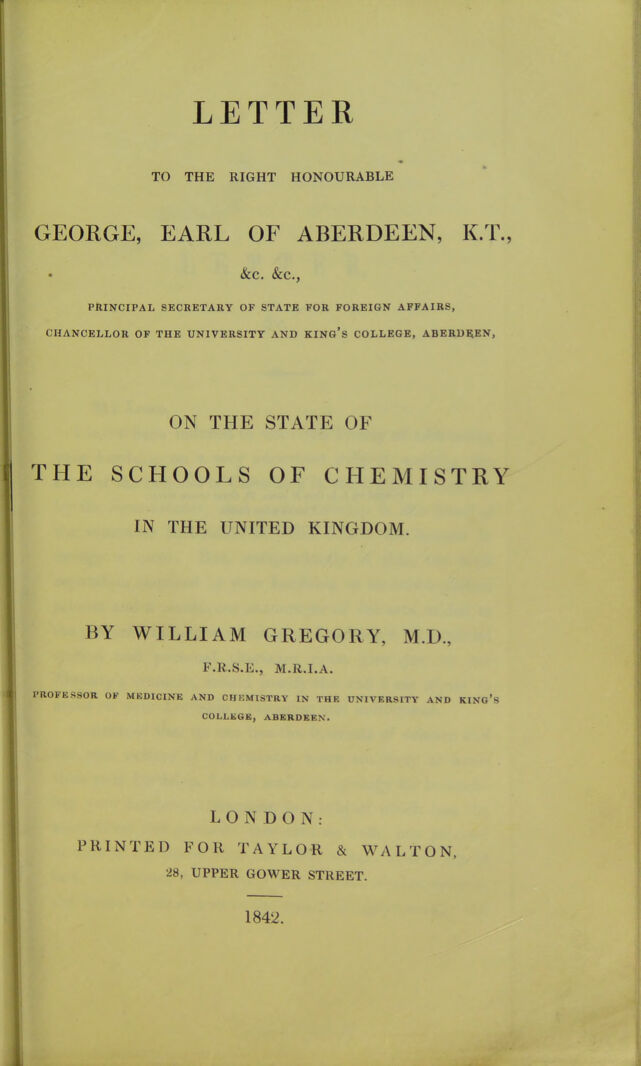 LETTER
TO THE RIGHT HONOURABLE
GEORGE, EARL OF ABERDEEN, K.T.,
&c. &c.,
PRINCIPAL SECRETARY OF STATE FOR FOREIGN AFFAIRS,
CHANCELLOR OF THE UNIVERSITY AND KING'S COLLEGE, ABERDEEN,
ON THE STATE OF
THE SCHOOLS OF CHEMISTRY
IN THE UNITED KINGDOM.
BY WILLIAM GREGORY, M.D.,
F.R.S.E., M.R.I.A.
PROFESSOR OF MEDICINE AND CHEMISTRY IN THE UNIVERSITY AND KING'S
COLLEGE, ABERDEEN.
LONDON:
PRINTED FOR TAYLOR & WALTON,
28, UPPER GOWER STREET.
1842.